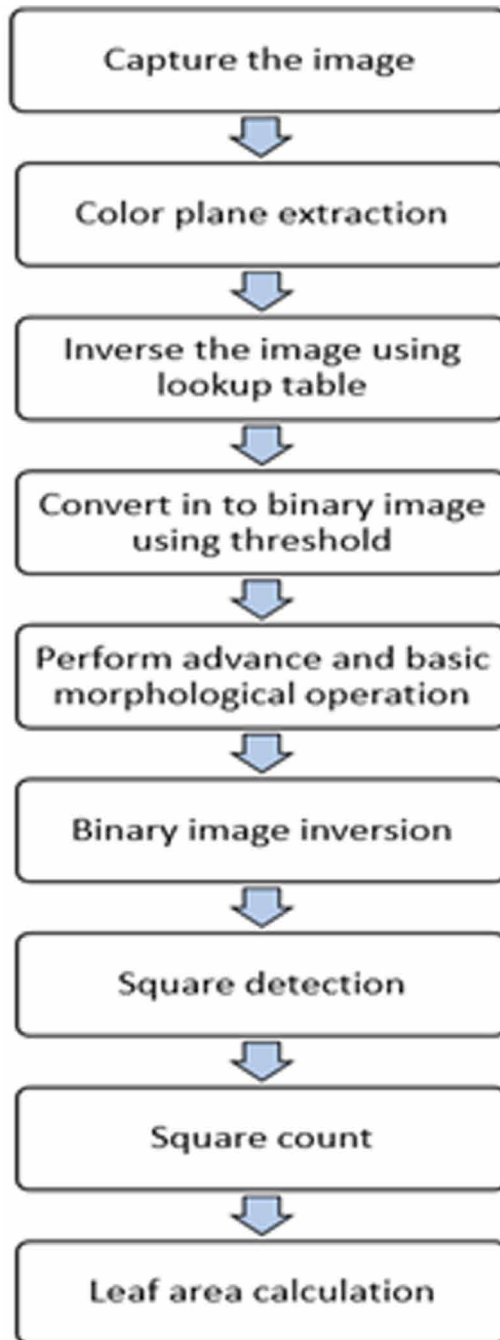 Capture the image
Color plane extraction
Inverse the image using
lookup table
Convert in to binary image
using threshold
Perform advance and basic
morphological operation
Binary image inversion
Square detection
Square count
Leaf area calculation